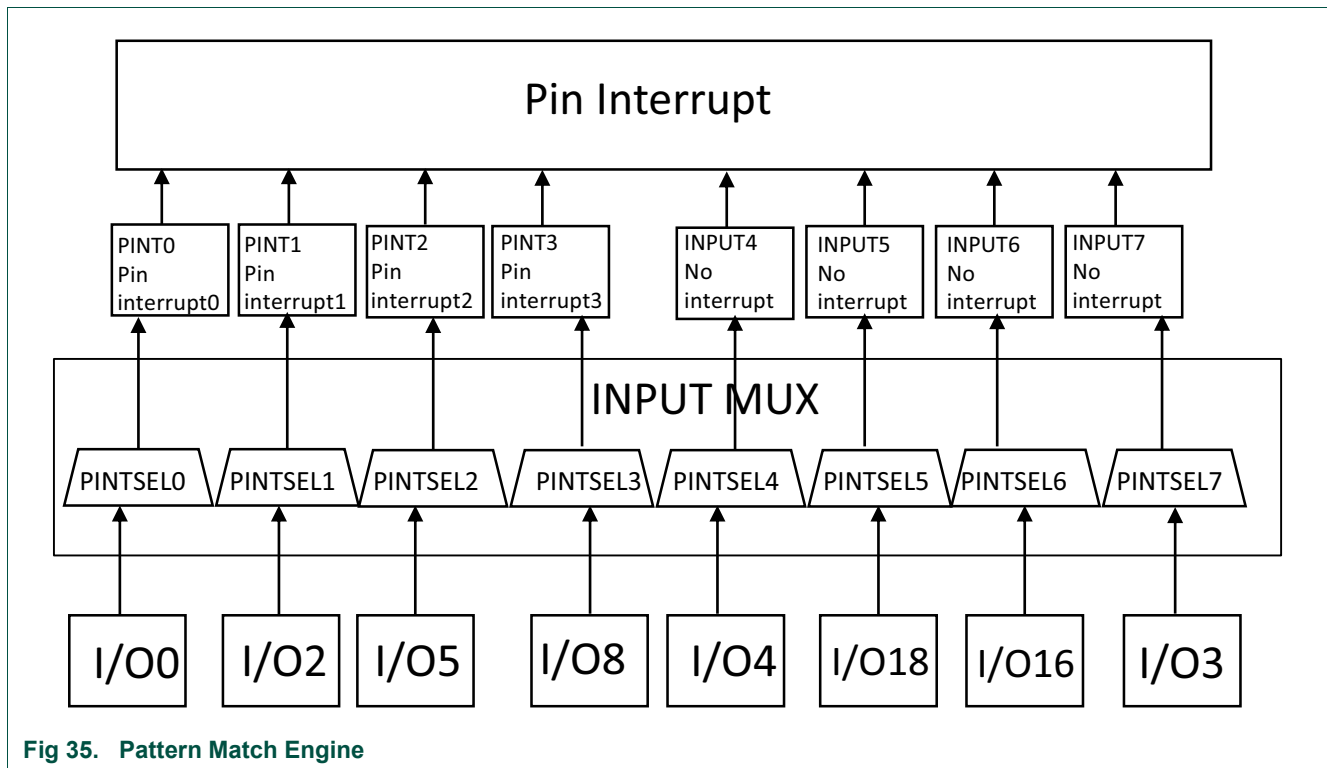 Pin Interrupt
PINT0
Pin
interrupt0
PINT1
Pin
interrupt1
PINT2
Pin
interrupt2
PINT3
Pin
interrupt3
INPUT4
No
interrupt
INPUT5
No
interrupt
INPUT6
No
interrupt
INPUT7
No
interrupt
INPUT MUX
PINTSEL0
PINTSEL1
PINTSEL2
PINTSEL3
PINTSEL4
PINTSEL5
PINTSEL6
PINTSEL7
I/O0
I/O2
I/O5
I/O8
I/O4
I/O18
I/O16
I/O3
Fig 35. Pattern Match Engine